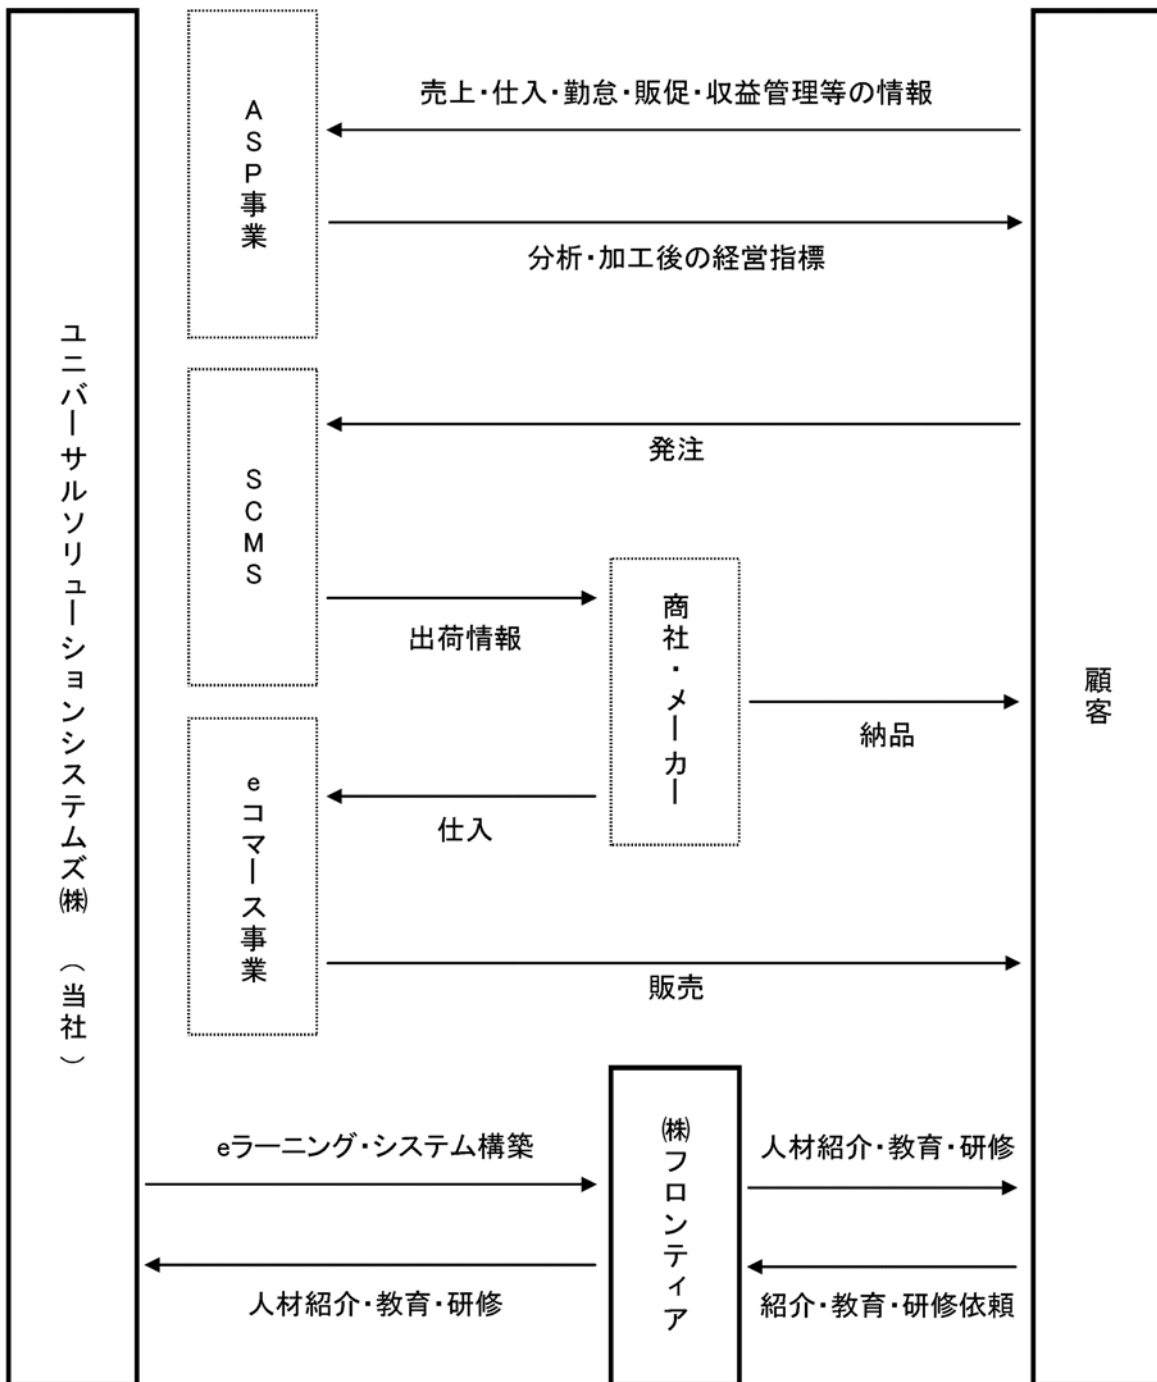 ユニバーサルソリューションシステムズ㈱ （当社）
ASP事業
売上・仕入・勤怠・販促・収益管理等の情報
分析・加工後の経営指標
SCMS
発注
出荷情報
商社・メーカー
納品
顧客
eコマース事業
仕入
販売
㈱フロンティア
eラーニング・システム構築
人材紹介・教育・研修
人材紹介・教育・研修
紹介・教育・研修依頼